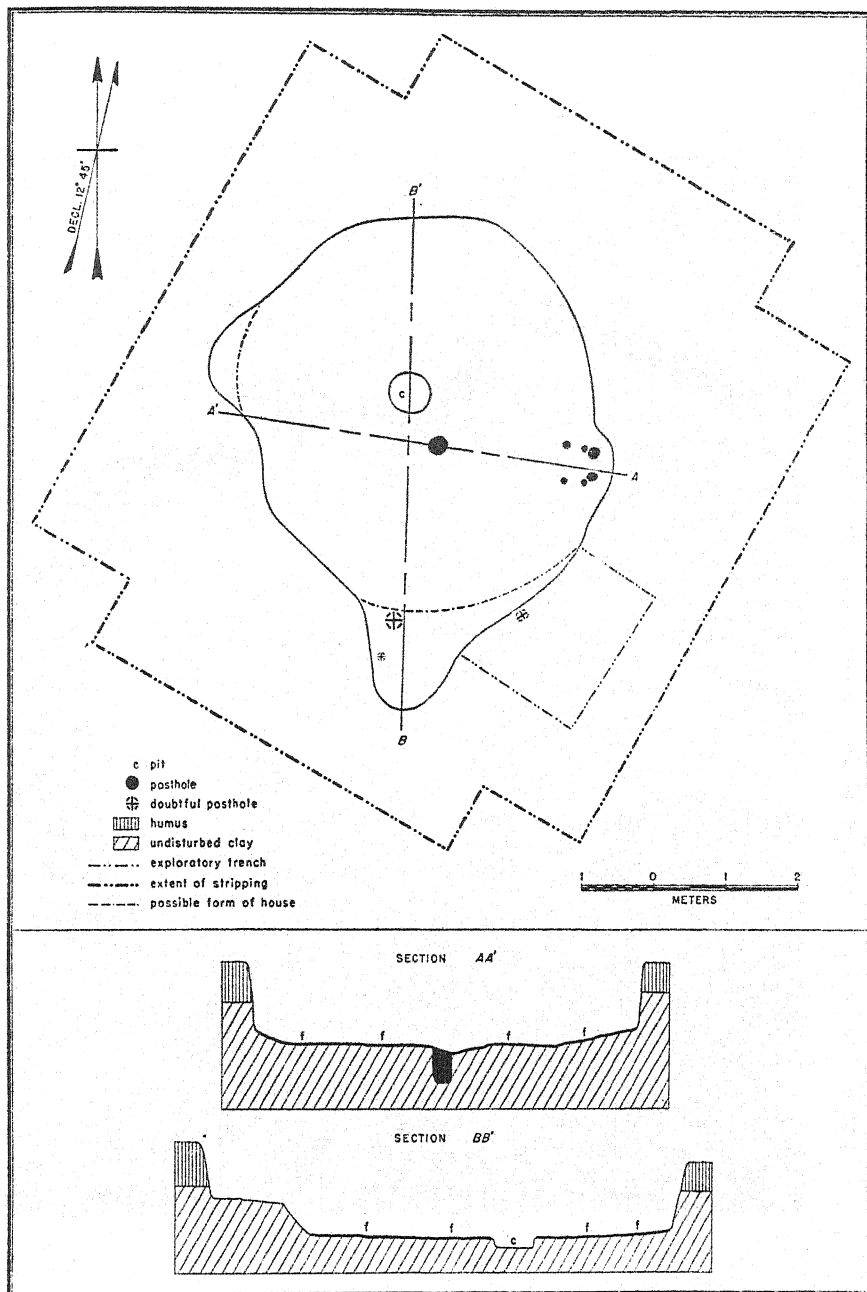 DECL. 12° 45'
B'
c
A'
A
B
c pit
posthole
doubtful posthole
humus
undisturbed clay
exploratory trench
extent of stripping
possible form of house
1 0 1 2
METERS
SECTION AA'
f f f f
SECTION BB'
f f c f f